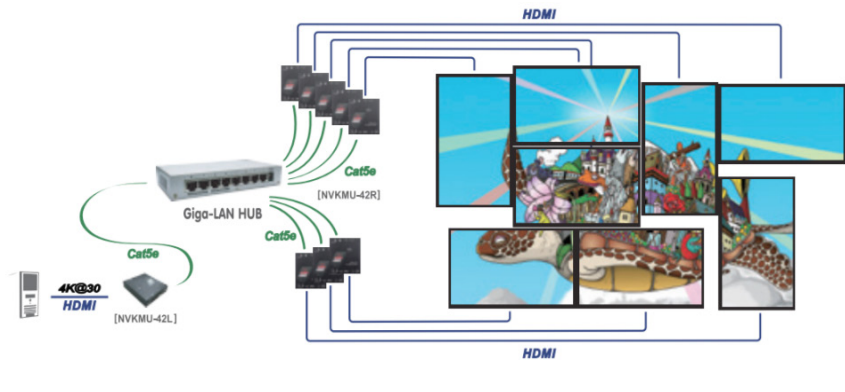 HDMI
Cat5e
[NVKMU-42R]
Giga-LAN HUB
Cat5e
Cat5e
4K@30
HDMI
[NVKMU-42L]
HDMI